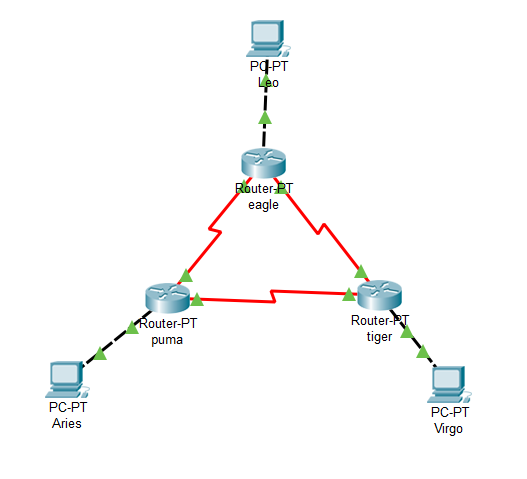 PC-PT
Leo
Router-PT
eagle
Router-PT
puma
Router-PT
tiger
PC-PT
Aries
PC-PT
Virgo